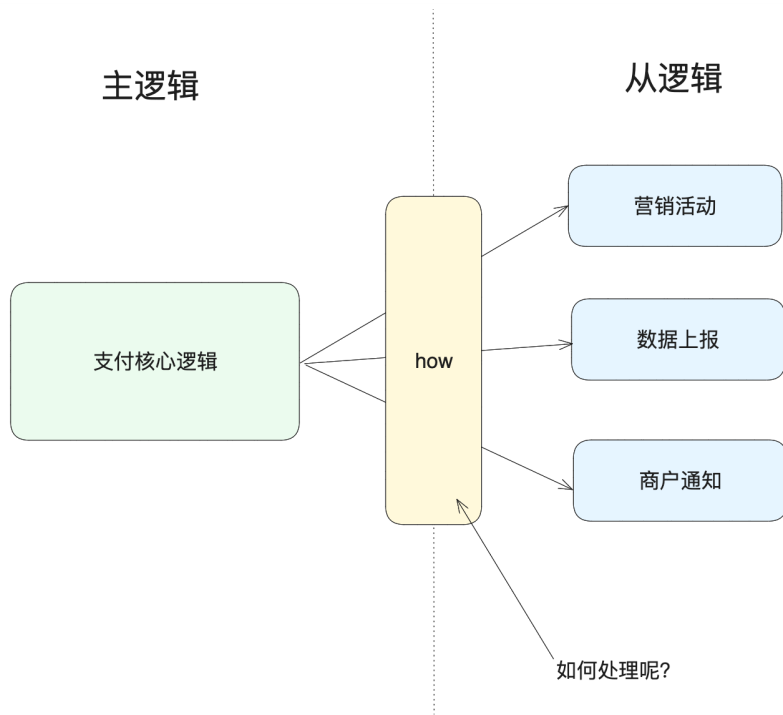 主逻辑
从逻辑
营销活动
支付核心逻辑
how
数据上报
商户通知
如何处理呢?